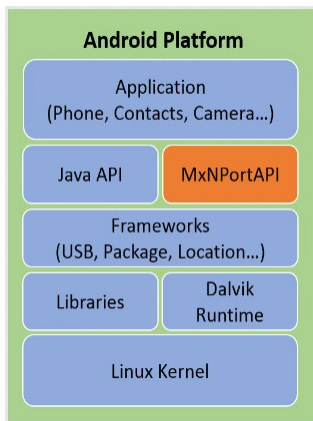 Android Platform
Application
(Phone, Contacts, Camera...)
Java API
MxNPortAPI
Frameworks
(USB, Package, Location...)
Libraries
Dalvik
Runtime
Linux Kernel